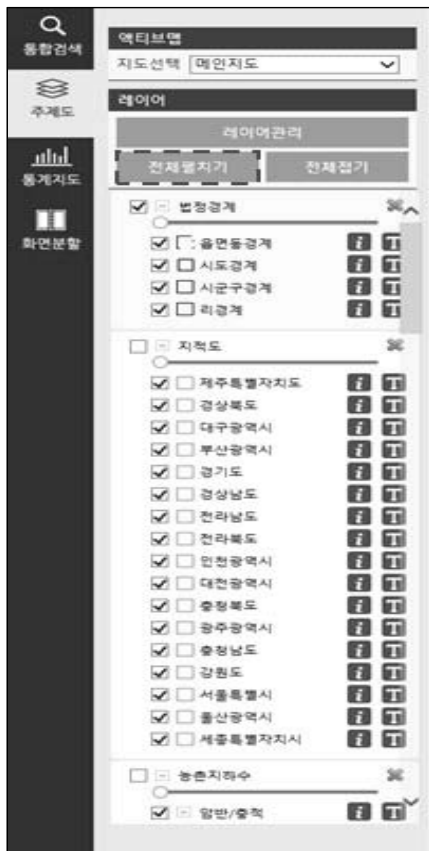 통합검색
주제도
통계지도
화면분할
액티브맵
지도선택 메인지도
레이어
레이어관리
전체펼치기 전체접기
법정경계
읍면동경계 i T
시도경계 i T
시군구경계 i T
리경계 i T
지적도
제주특별자치도 i T
경상북도 i T
대구광역시 i T
부산광역시 i T
경기도 i T
경상남도 i T
전라남도 i T
전라북도 i T
인천광역시 i T
대전광역시 i T
충청북도 i T
광주광역시 i T
충청남도 i T
강원도 i T
서울특별시 i T
울산광역시 i T
세종특별자치시 i T
농촌지하수
암반/충적 i T